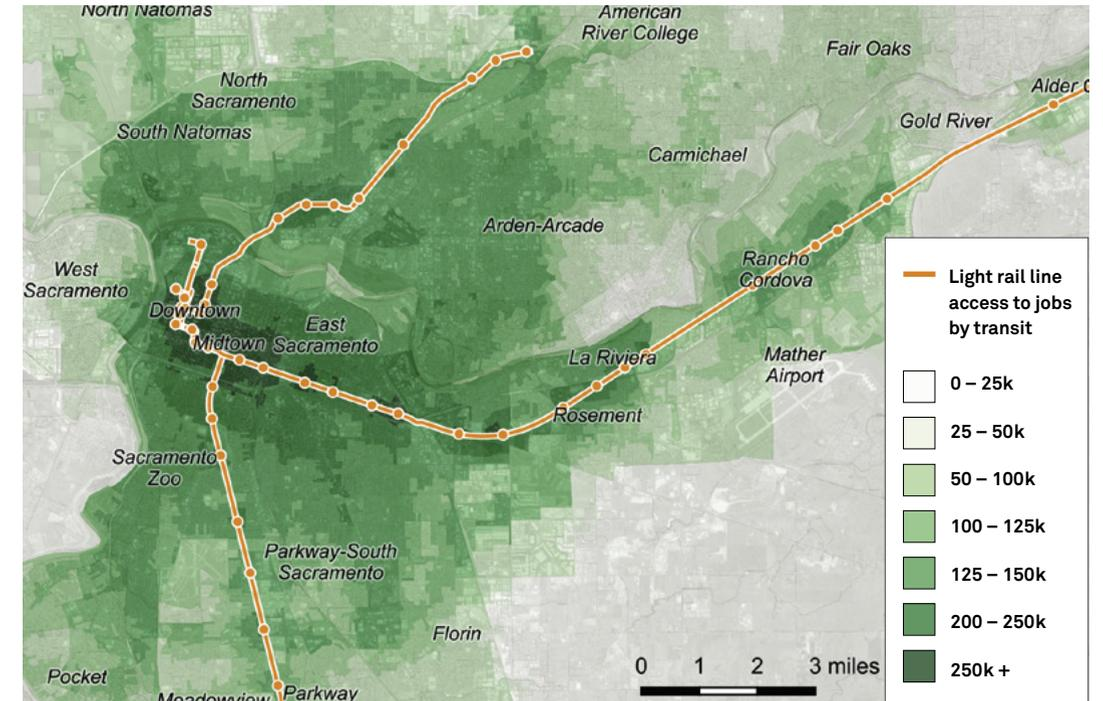 North Natomas
American
River College
Fair Oaks
North
Sacramento
Alder
Gold River
South Natomas
Carmichael
Arden-Arcade
West
Sacramento
Rancho
Cordova
Downtown
East
Midtown Sacramento
La Riviera
Mather
Airport
Rosement
Sacramento
Zoo
Parkway-South
Sacramento
Florin
Pocket
Meadowview
Parkway
0 1 2 3 miles
Light rail line
access to jobs
by transit
0 – 25k
25 – 50k
50 – 100k
100 – 125k
125 – 150k
200 – 250k
250k +